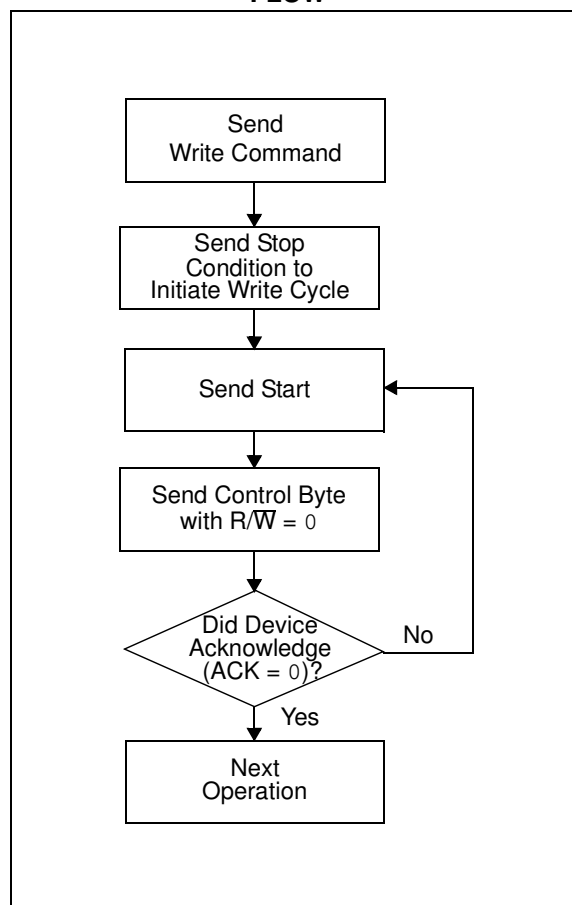 Send
Write Command
Send Stop
Condition to
Initiate Write Cycle
Send Start
Send Control Byte
with R/W̅ = 0
Did Device
Acknowledge
(ACK = 0)?
No
Yes
Next
Operation